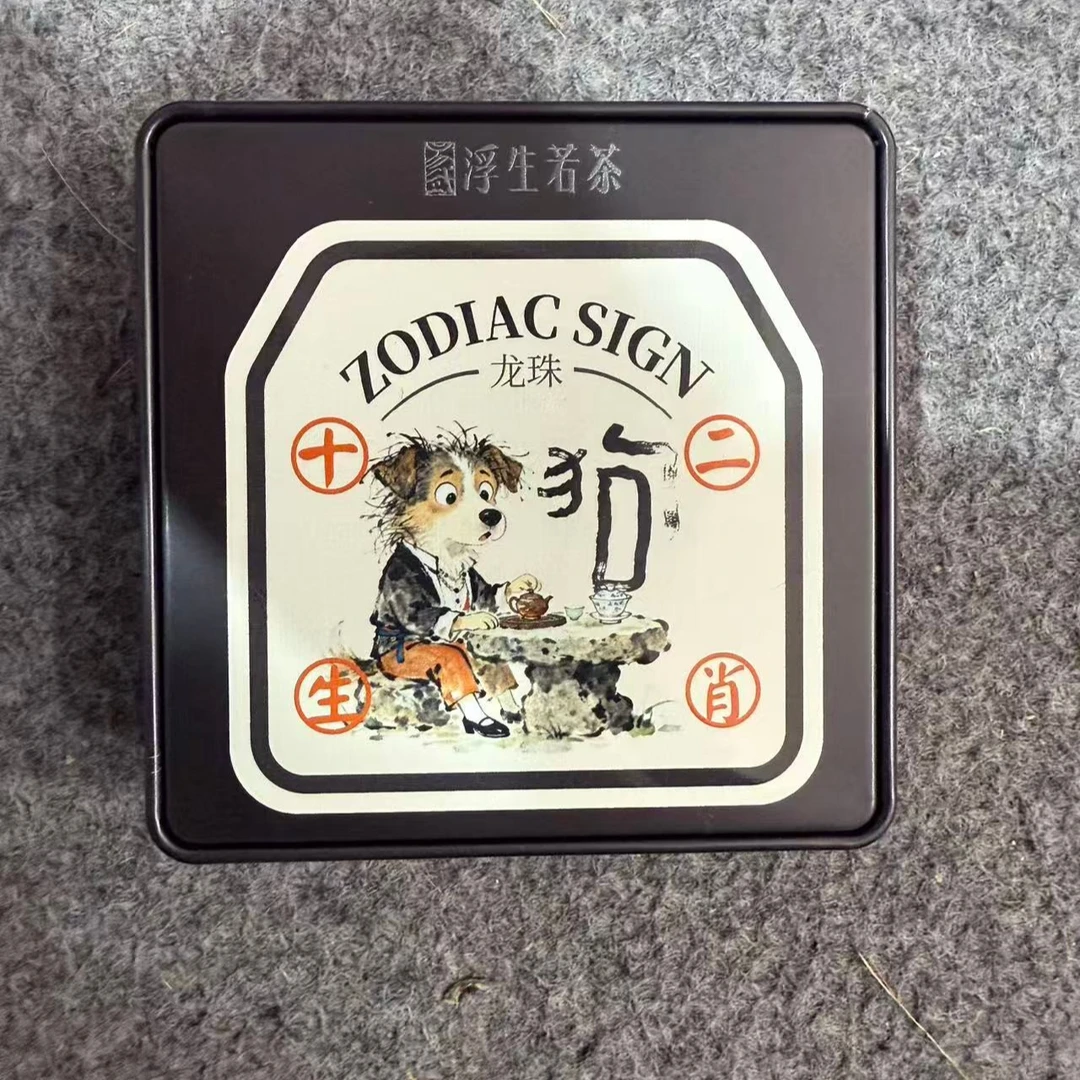 浮生若茶
ZODIAC SIGN
龙珠
十 二
狗
生 肖